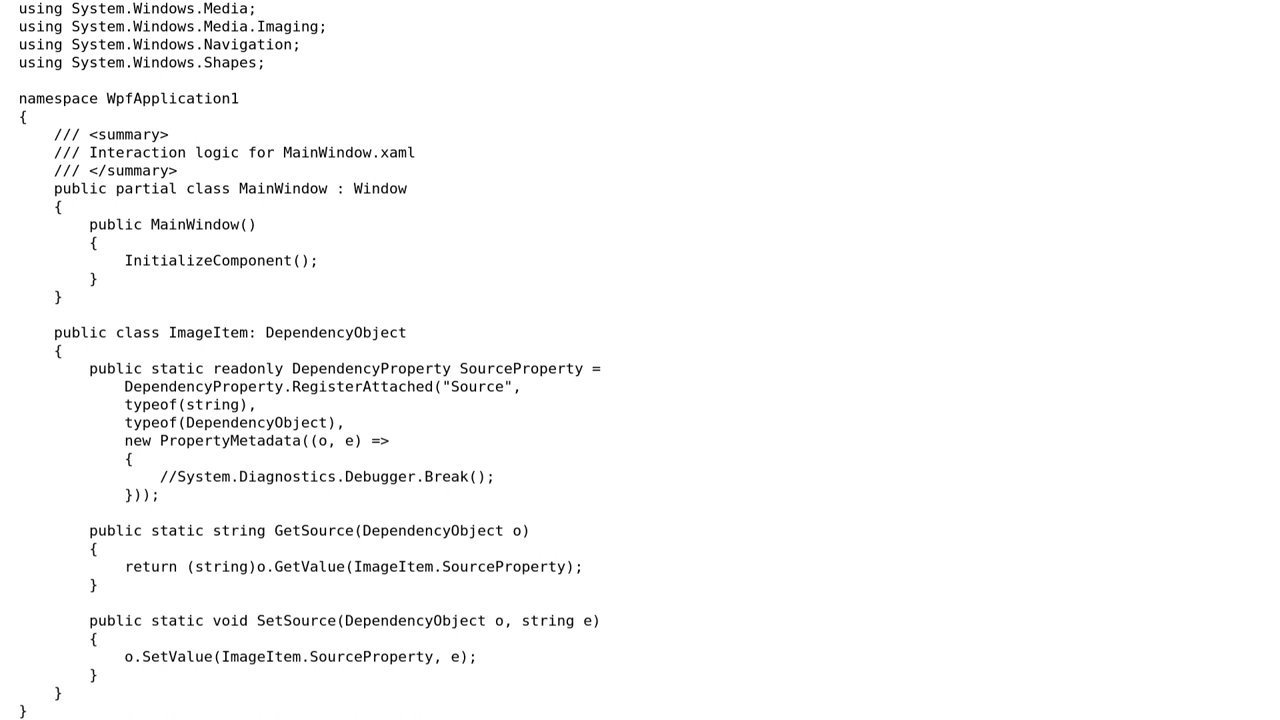 using System.Windows.Media;
using System.Windows.Media.Imaging;
using System.Windows.Navigation;
using System.Windows.Shapes;

namespace WpfApplication1
{
    /// <summary>
    /// Interaction logic for MainWindow.xaml
    /// </summary>
    public partial class MainWindow : Window
    {
        public MainWindow()
        {
            InitializeComponent();
        }
    }

    public class ImageItem: DependencyObject
    {
        public static readonly DependencyProperty SourceProperty =
            DependencyProperty.RegisterAttached("Source",
            typeof(string),
            typeof(DependencyObject),
            new PropertyMetadata((o, e) =>
            {
                //System.Diagnostics.Debugger.Break();
            }));

        public static string GetSource(DependencyObject o)
        {
            return (string)o.GetValue(ImageItem.SourceProperty);
        }

        public static void SetSource(DependencyObject o, string e)
        {
            o.SetValue(ImageItem.SourceProperty, e);
        }
    }
}